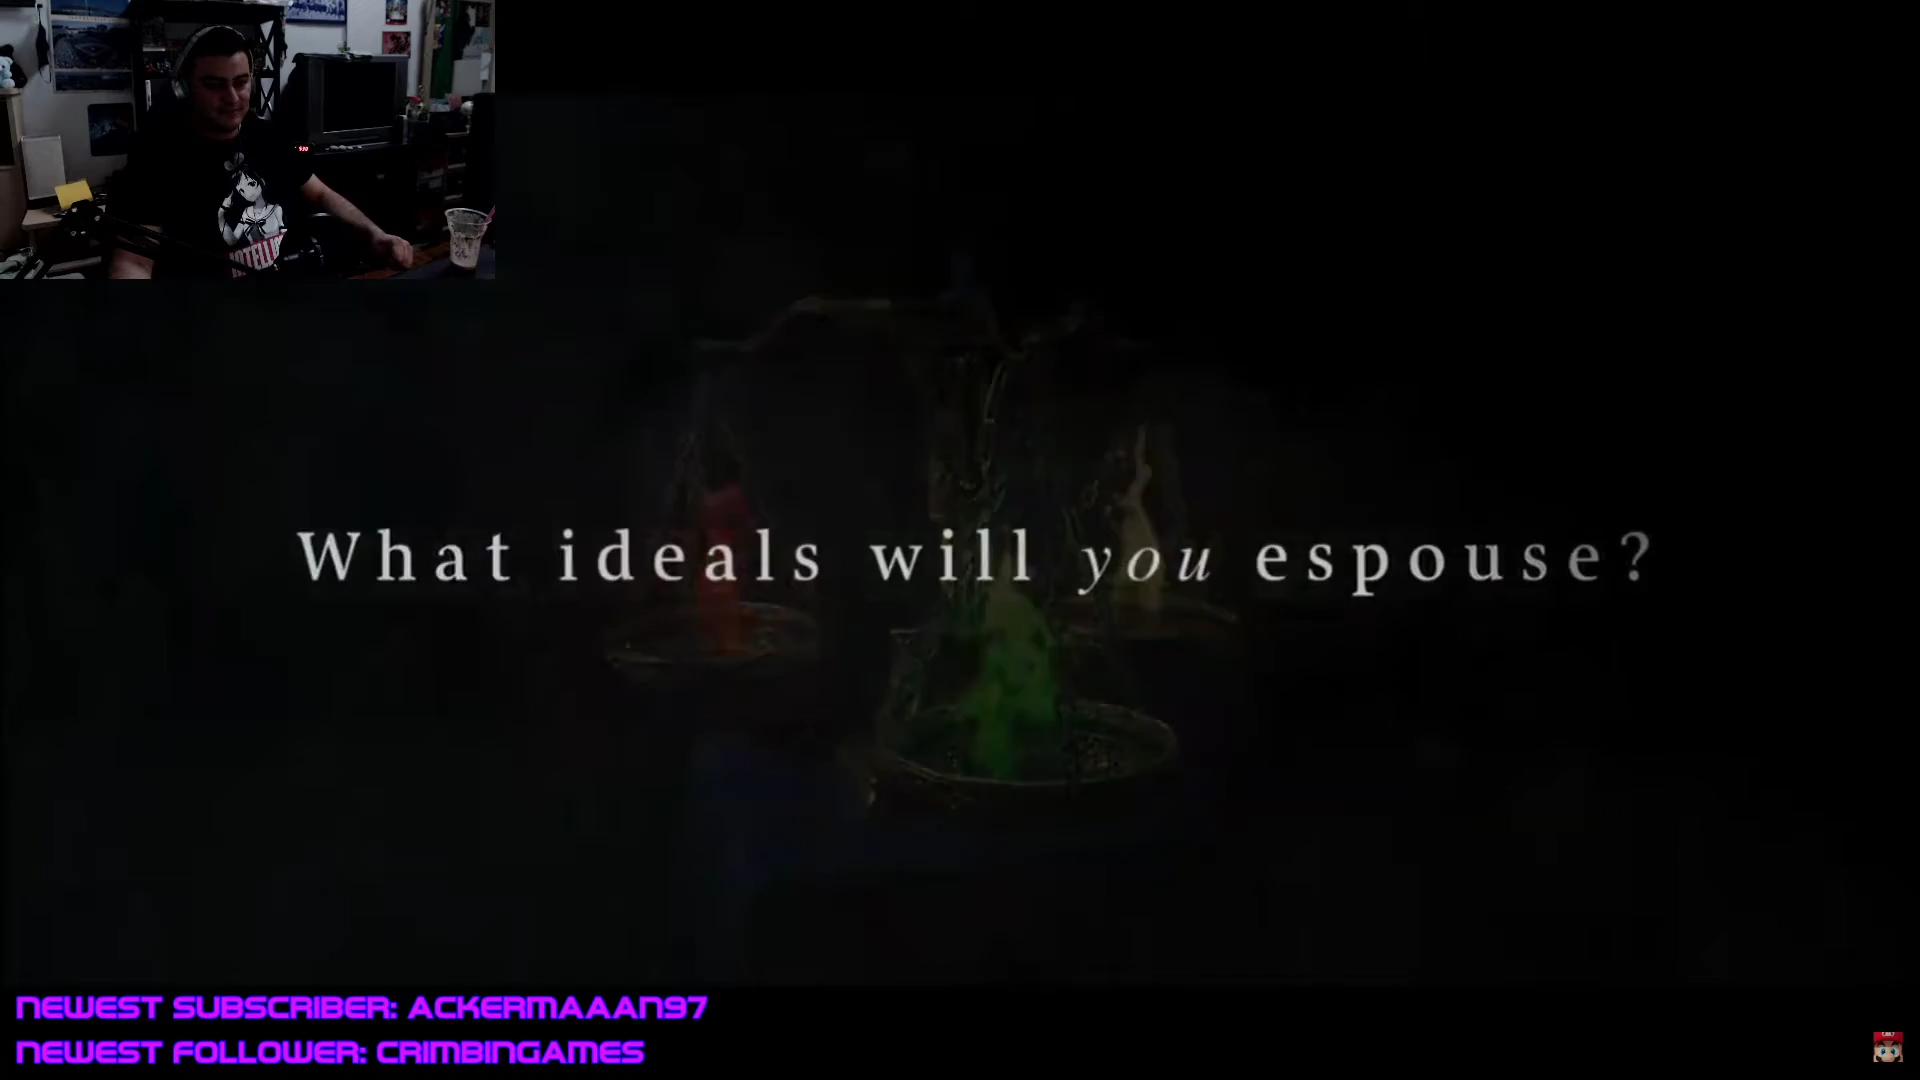 What ideals will you espouse?
NEWEST SUBSCRIBER: ACKERMAAAN97
NEWEST FOLLOWER: CRIMBINGAMES